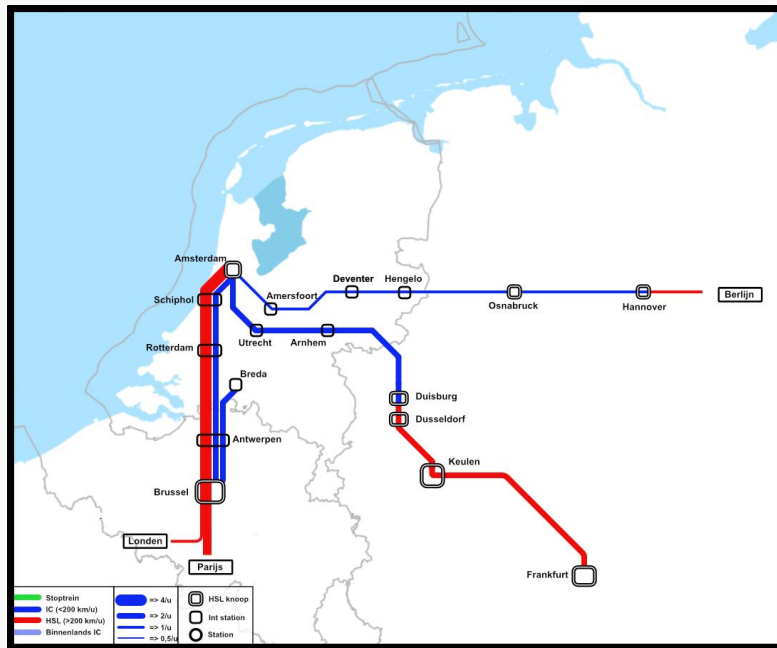 Amsterdam
Schiphol
Amersfoort
Deventer
Hengelo
Osnabruck
Hannover
Berlijn
Rotterdam
Utrecht
Arnhem
Breda
Duisburg
Dusseldorf
Antwerpen
Keulen
Brussel
Londen
Parijs
Frankfurt
Stoptrein
IC (<200 km/u)
HSL (>200 km/u)
Binnenlands IC
=> 4/u
=> 2/u
=> 1/u
=> 0,5/u
HSL knoop
Int station
Station